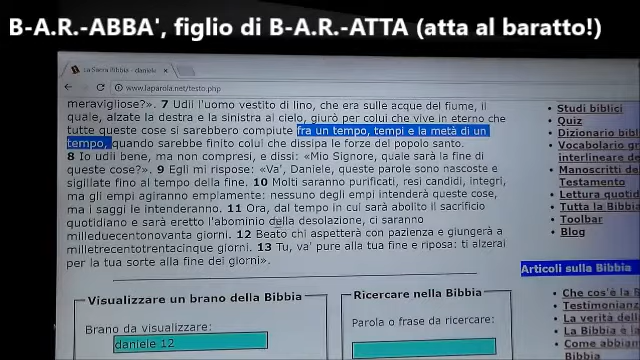 B-A.R.-ABBA', figlio di B-A.R.-ATTA (atta al baratto!)
La Sacra Bibbia - daniele
www.laparola.net/testo.php
meravigliose?». 7 Udii l'uomo vestito di lino, che era sulle acque del fiume, il
quale, alzate la destra e la sinistra al cielo, giurò per colui che vive in eterno che
tutte queste cose si sarebbero compiute fra un tempo, tempi e la metà di un
tempo, quando sarebbe finito colui che dissipa le forze del popolo santo.
8 Io udii bene, ma non compresi, e dissi: «Mio Signore, quale sarà la fine di
queste cose?». 9 Egli mi rispose: «Va', Daniele, queste parole sono nascoste e
sigillate fino al tempo della fine. 10 Molti saranno purificati, resi candidi, integri,
ma gli empi agiranno empiamente: nessuno degli empi intenderà queste cose,
ma i saggi le intenderanno. 11 Ora, dal tempo in cui sarà abolito il sacrificio
quotidiano e sarà eretto l'abominio della desolazione, ci saranno
milleduecentonovanta giorni. 12 Beato chi aspetterà con pazienza e giungerà a
milletrecentotrentacinque giorni. 13 Tu, va' pure alla tua fine e riposa: ti alzerai
per la tua sorte alla fine dei giorni».
Visualizzare un brano della Bibbia
Brano da visualizzare:
daniele 12
Ricercare nella Bibbia
Parola o frase da ricercare:
Studi biblici
Quiz
Dizionario biblico
Vocabolario
interlineare de
Manoscritti de
Testamento
Lettura quotid
Tutta la Bibbia
Toolbar
Blog
Articoli sulla Bibbia
Che cos'è la
Testimonianz
La verità dell
La Bibbia è l
Come abbian
Bibbia